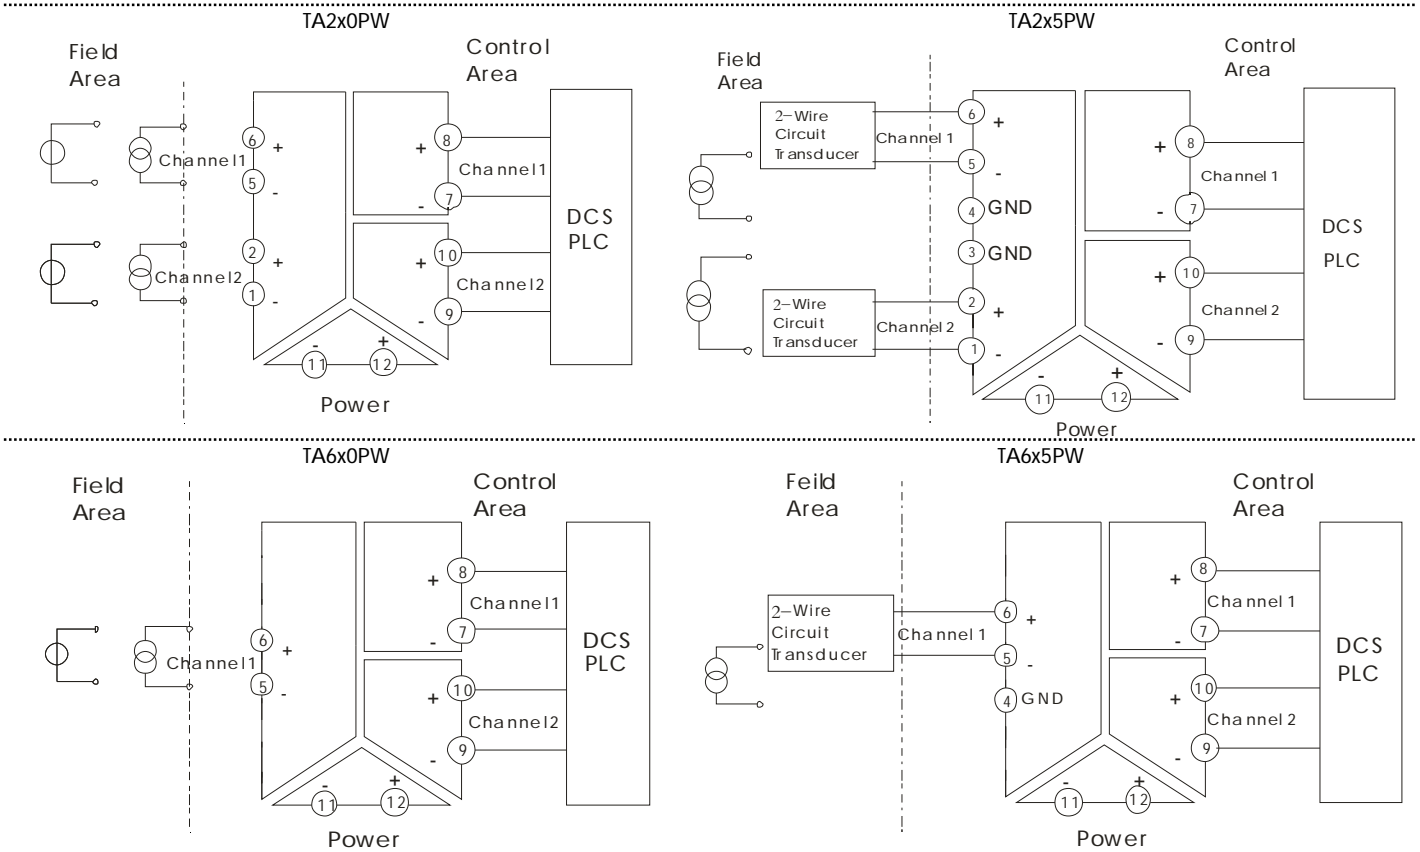 TA2x0PW
Field
Area
Control
Area
6
+
Channel1
5
-
2
+
Channel2
1
-
8
+
Channel1
7
-
10
+
Channel2
9
-
DCS
PLC
-
+
11
12
Power
TA2x5PW
Field
Area
Control
Area
2-Wire
Circuit
Transducer
Channel 1
6
+
5
-
4
GND
3
GND
2-Wire
Circuit
Transducer
Channel 2
2
+
1
-
8
+
Channel 1
7
-
10
+
Channel 2
9
-
DCS
PLC
-
+
11
12
Power
TA6x0PW
Field
Area
Control
Area
6
+
Channel1
5
-
8
+
Channel1
7
-
10
+
Channel2
9
-
DCS
PLC
-
+
11
12
Power
TA6x5PW
Feild
Area
Control
Area
2-Wire
Circuit
Transducer
Channel 1
6
+
5
-
4
GND
8
+
Channel 1
7
-
10
+
Channel 2
9
-
DCS
PLC
-
+
11
12
Power